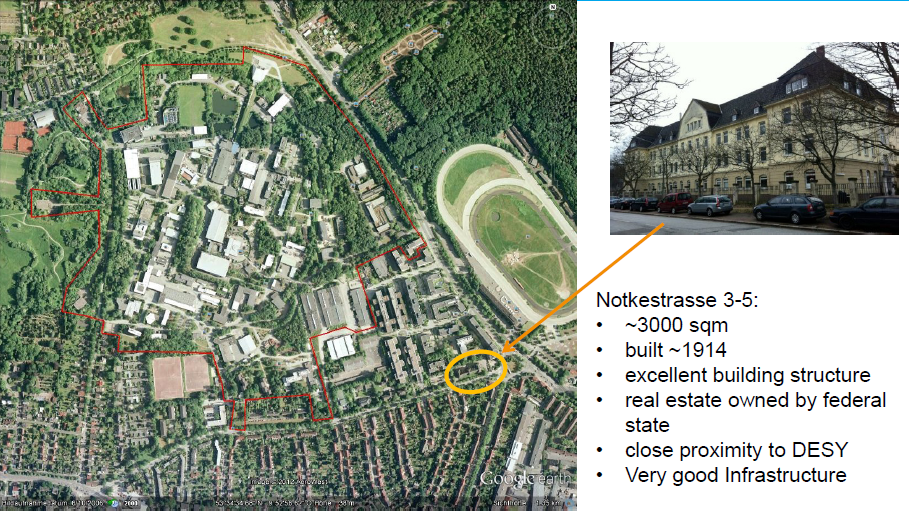 Notkestrasse 3-5:
• ~3000 sqm
• built ~1914
• excellent building structure
• real estate owned by federal
state
• close proximity to DESY
• Very good Infrastructure
Google earth